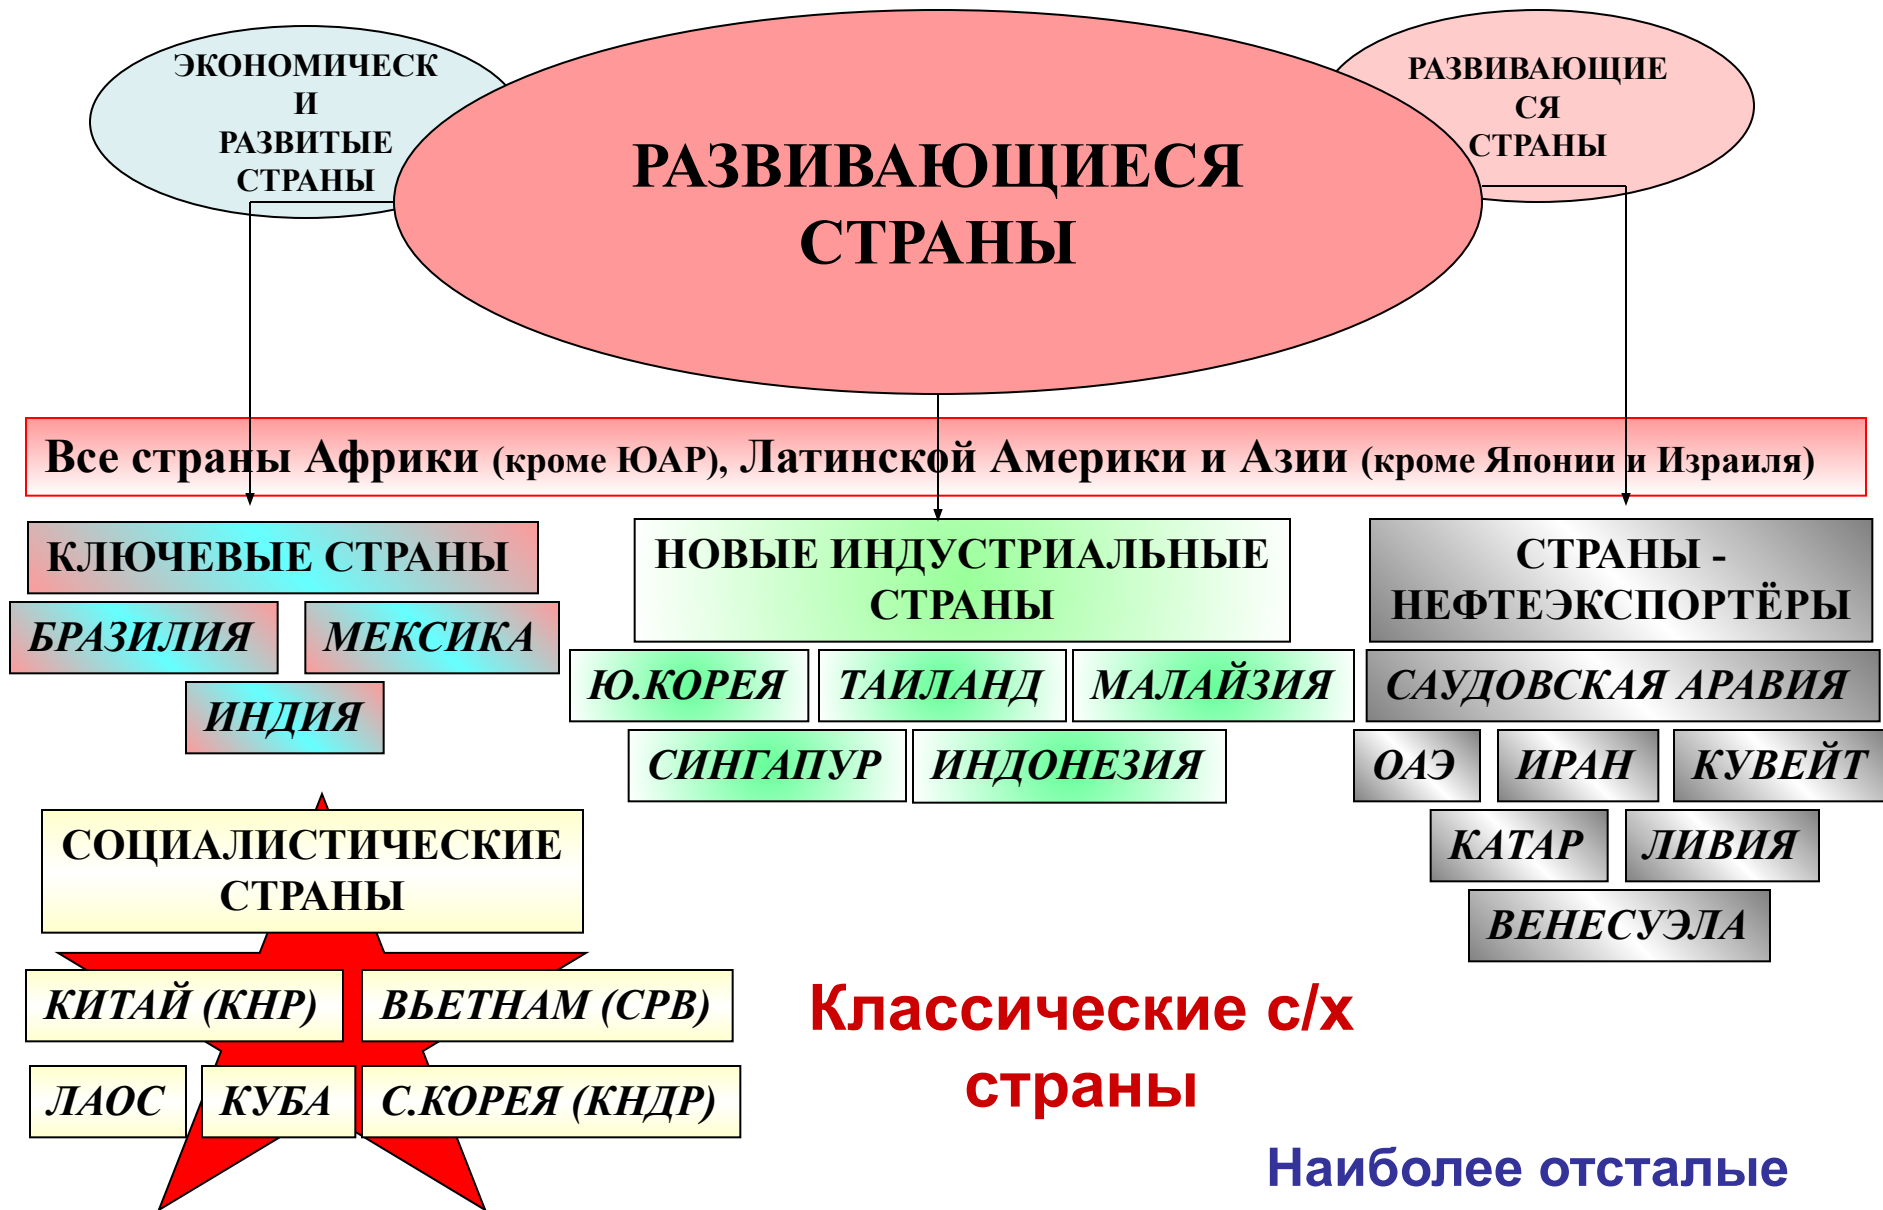 ЭКОНОМИЧЕСК
И
РАЗВИТЫЕ
СТРАНЫ
РАЗВИВАЮЩИЕСЯ
СТРАНЫ
РАЗВИВАЮЩИЕ
СЯ
СТРАНЫ
Все страны Африки (кроме ЮАР), Латинской Америки и Азии (кроме Японии и Израиля)
КЛЮЧЕВЫЕ СТРАНЫ
БРАЗИЛИЯ
МЕКСИКА
ИНДИЯ
НОВЫЕ ИНДУСТРИАЛЬНЫЕ
СТРАНЫ
Ю.КОРЕЯ
ТАИЛАНД
МАЛАЙЗИЯ
СИНГАПУР
ИНДОНЕЗИЯ
СТРАНЫ -
НЕФТЕЭКСПОРТЁРЫ
САУДОВСКАЯ АРАВИЯ
ОАЭ
ИРАН
КУВЕЙТ
КАТАР
ЛИВИЯ
ВЕНЕСУЭЛА
СОЦИАЛИСТИЧЕСКИЕ
СТРАНЫ
КИТАЙ (КНР)
ВЬЕТНАМ (СРВ)
ЛАОС
КУБА
С.КОРЕЯ (КНДР)
Классические с/х
страны
Наиболее отсталые